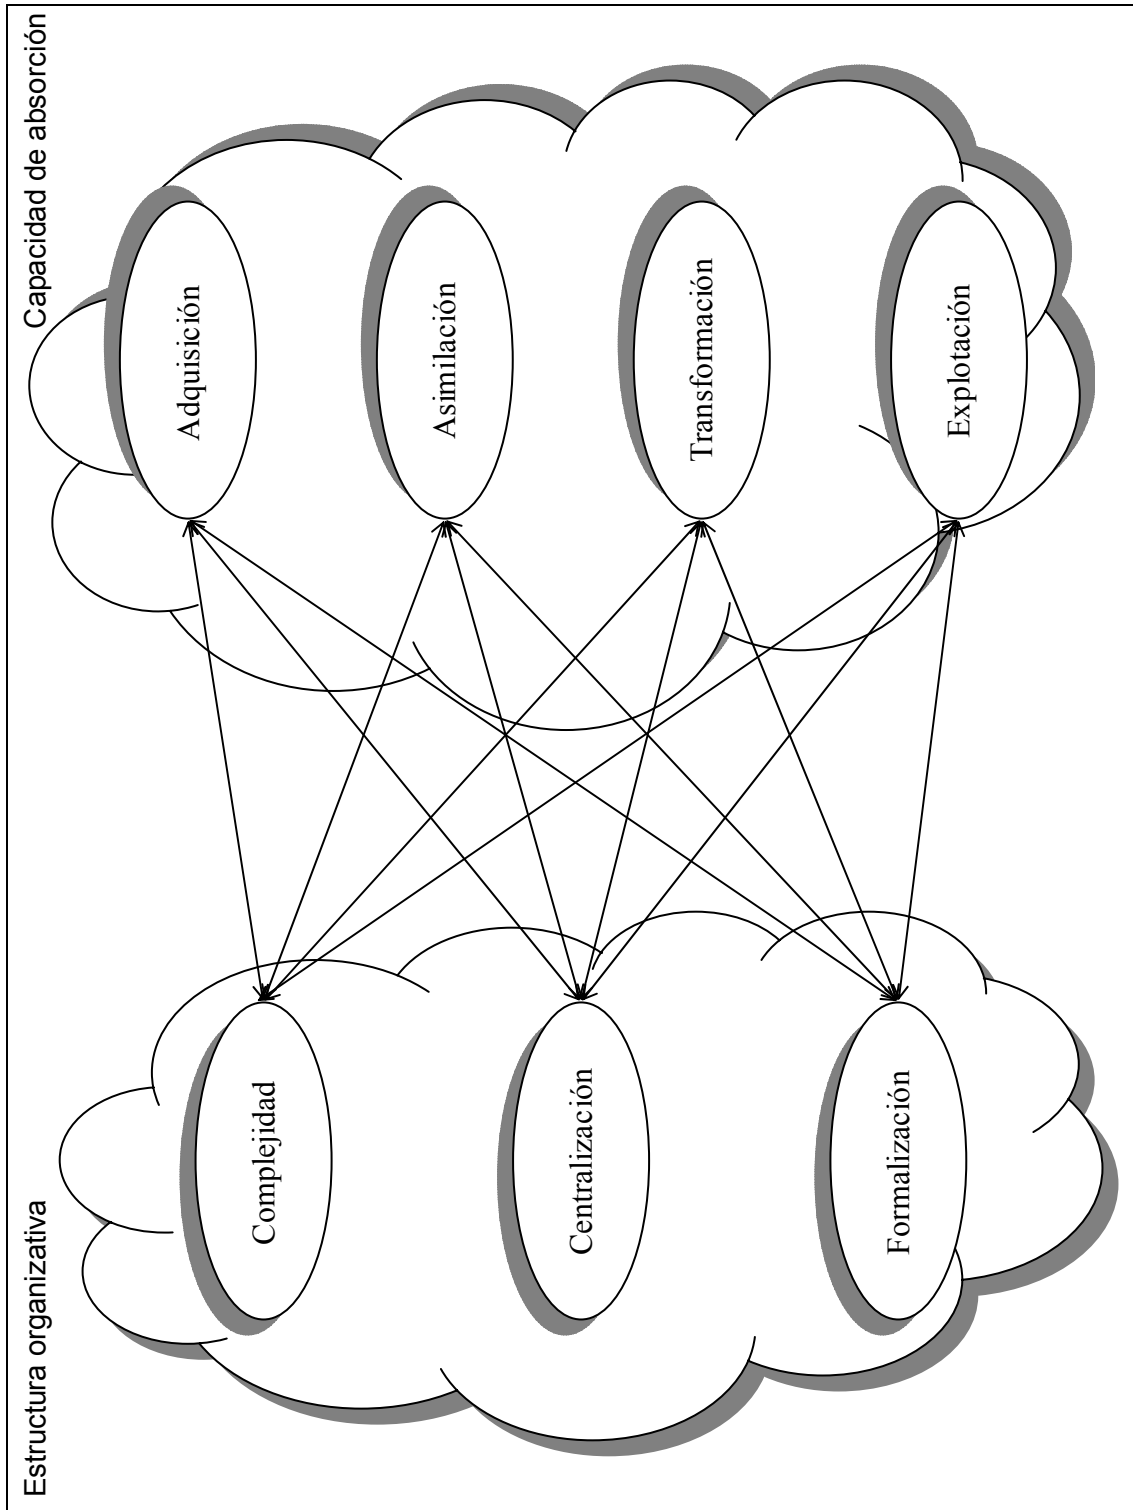 Estructura organizativa
Capacidad de absorción
Complejidad
Adquisición
Asimilación
Centralización
Transformación
Formalización
Explotación